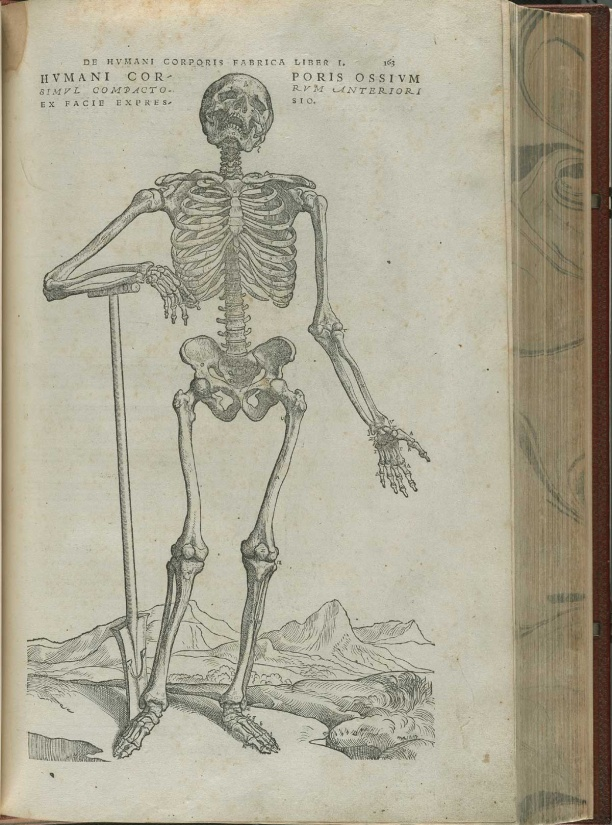 DE HVMANI CORPORIS FABRICA LIBER I. 163
HVMANI COR- PORIS OSSIVM
SIMVL COMPACTO- RVM ANTERIORI
EX FACIE EXPRES- SIO.